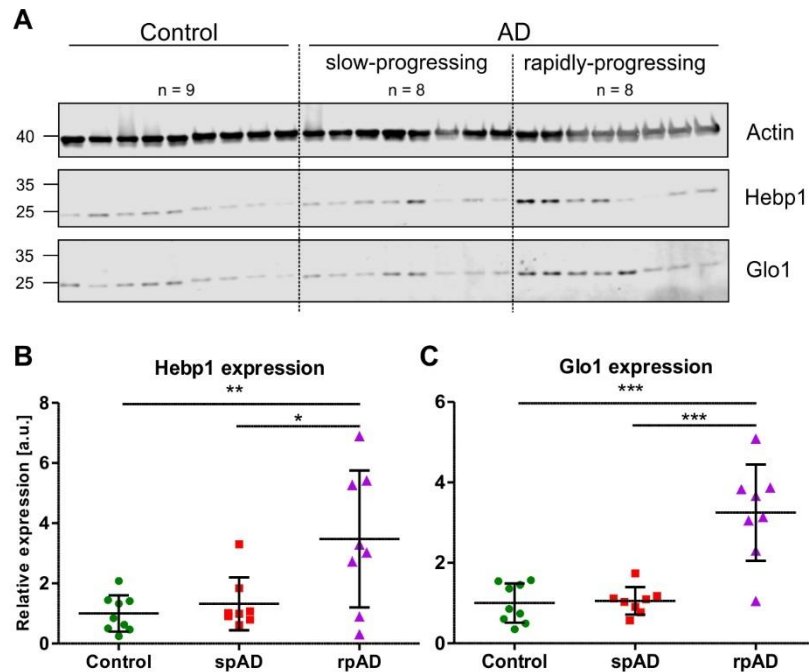 A
Control
AD
slow-progressing
rapidly-progressing
n = 9
n = 8
n = 8
40
Actin
35
25
Hebp1
35
25
Glo1
B
Hebp1 expression
**
*
Relative expression [a.u.]
8
6
4
2
0
Control
spAD
rpAD
C
Glo1 expression
***
***
6
4
2
0
Control
spAD
rpAD